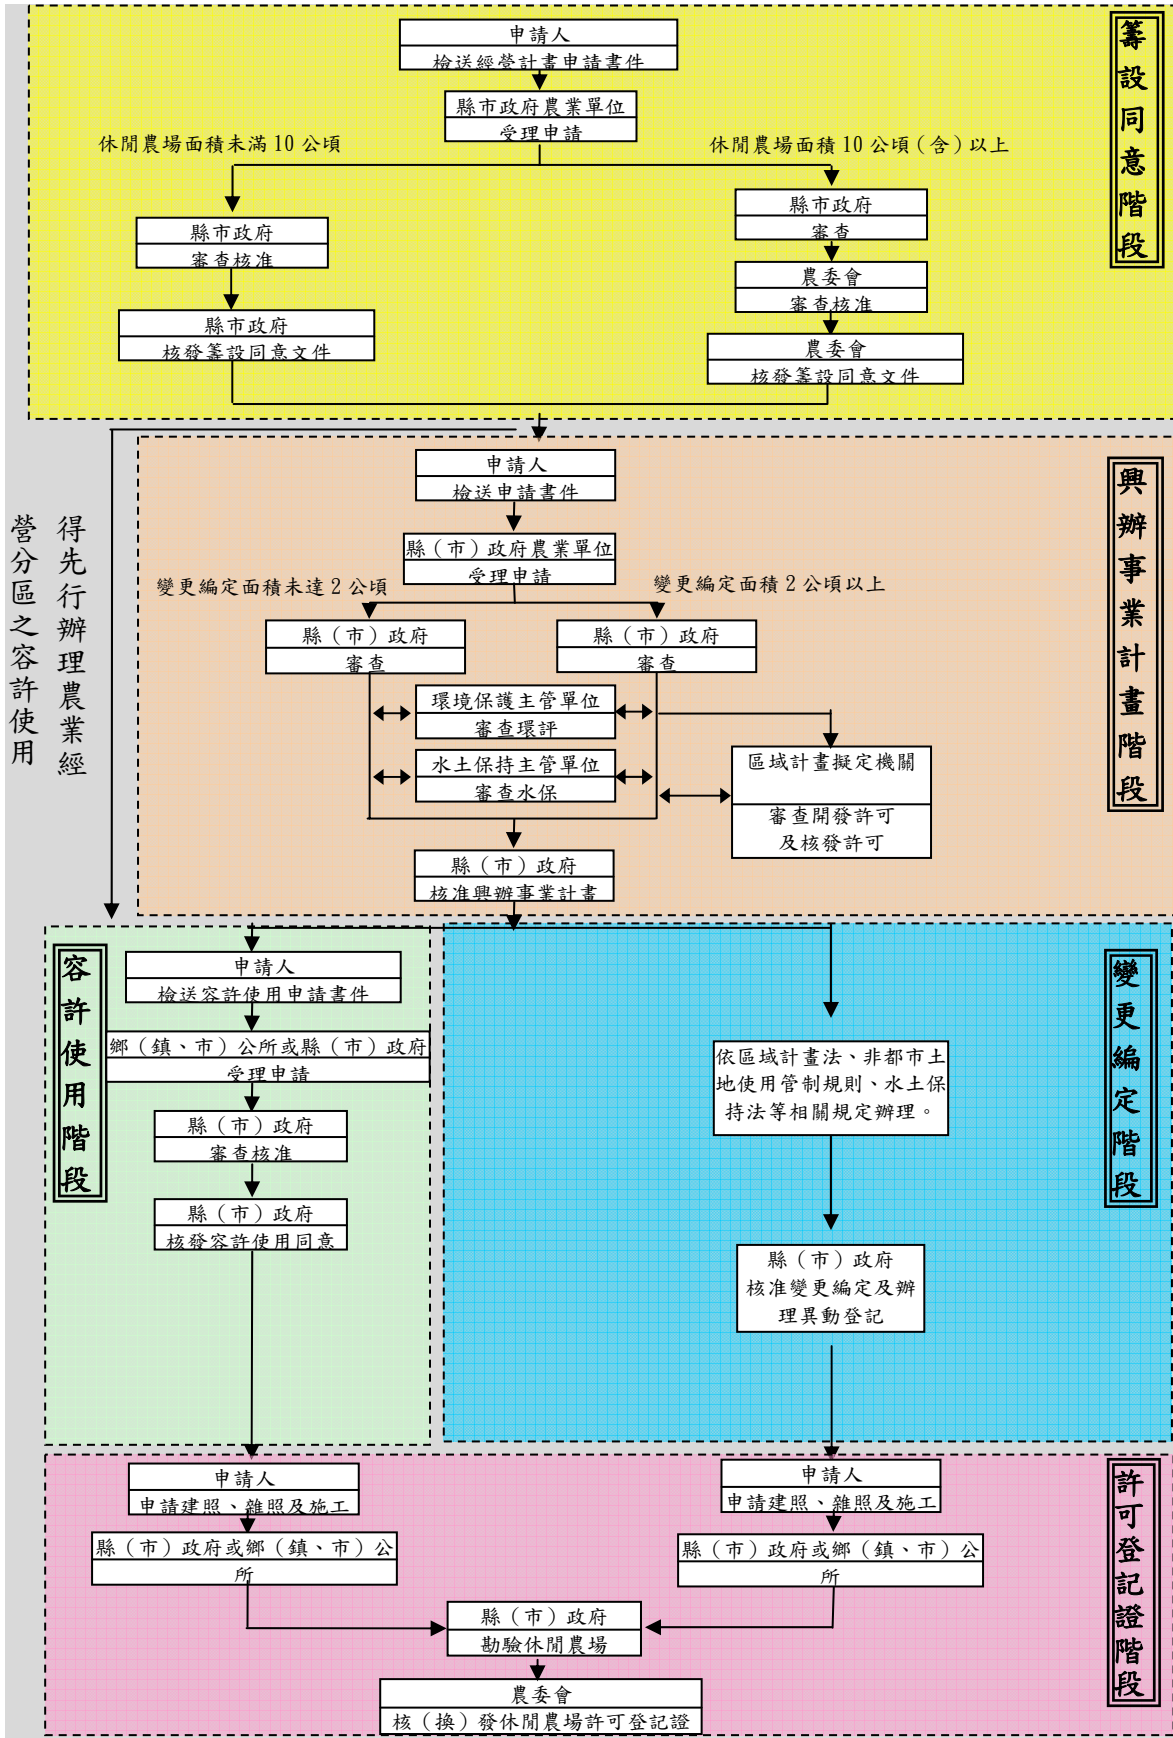 籌設同意階段
申請人
檢送經營計畫申請書件
縣市政府農業單位
受理申請
休閒農場面積未滿 10 公頃
休閒農場面積 10 公頃（含）以上
縣市政府
審查核准
縣市政府
核發籌設同意文件
縣市政府
審查
農委會
審查核准
農委會
核發籌設同意文件
得先行辦理農業經
營分區之容許使用
興辦事業計畫階段
申請人
檢送申請書件
縣（市）政府農業單位
受理申請
變更編定面積未達 2 公頃
變更編定面積 2 公頃以上
縣（市）政府
審查
縣（市）政府
審查
環境保護主管單位
審查環評
水土保持主管單位
審查水保
區域計畫擬定機關
審查開發許可
及核發許可
縣（市）政府
核准興辦事業計畫
容許使用階段
申請人
檢送容許使用申請書件
鄉（鎮、市）公所或縣（市）政府
受理申請
縣（市）政府
審查核准
縣（市）政府
核發容許使用同意
變更編定階段
依區域計畫法、非都市土
地使用管制規則、水土保
持法等相關規定辦理。
縣（市）政府
核准變更編定及辦
理異動登記
許可登記證階段
申請人
申請建照、雜照及施工
縣（市）政府或鄉（鎮、市）公
所
申請人
申請建照、雜照及施工
縣（市）政府或鄉（鎮、市）公
所
縣（市）政府
勘驗休閒農場
農委會
核（換）發休閒農場許可登記證